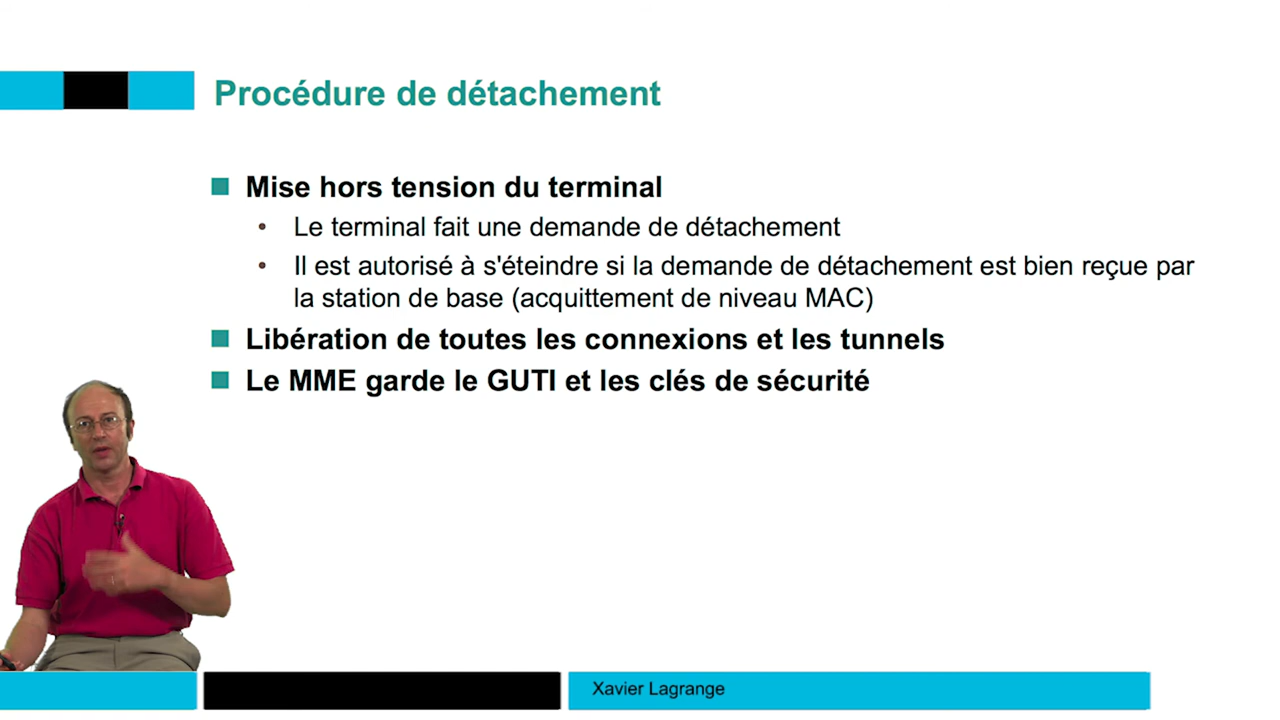 Procédure de détachement
Mise hors tension du terminal
Le terminal fait une demande de détachement
Il est autorisé à s'éteindre si la demande de détachement est bien reçue par
la station de base (acquittement de niveau MAC)
Libération de toutes les connexions et les tunnels
Le MME garde le GUTI et les clés de sécurité
Xavier Lagrange